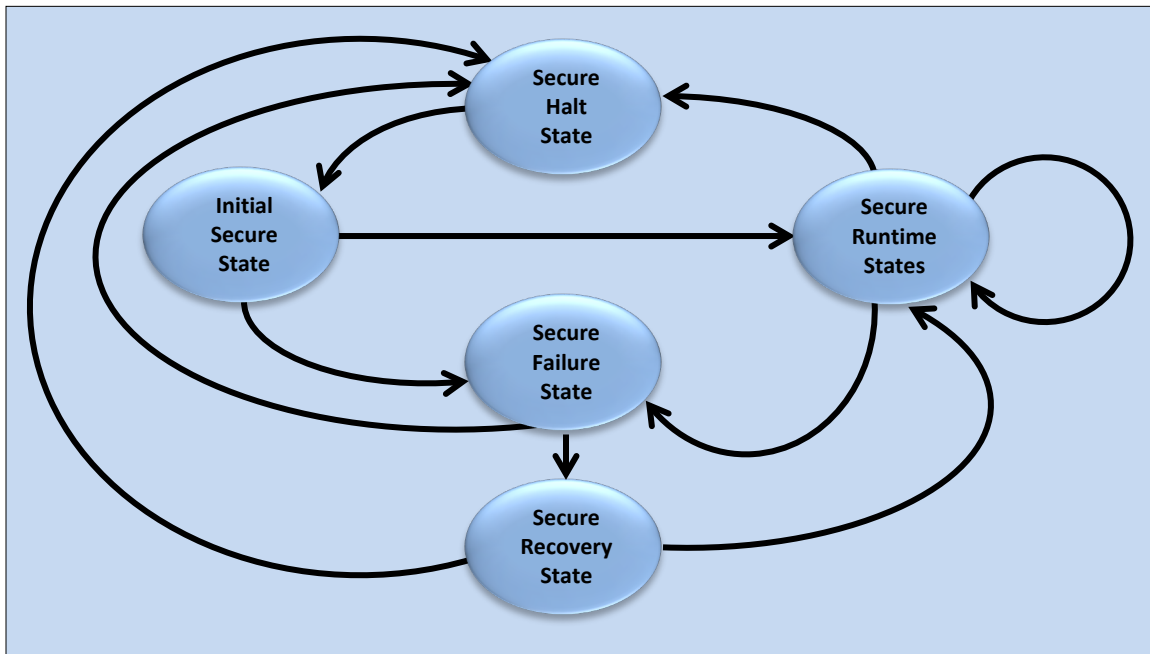 Secure
Halt
State
Initial
Secure
State
Secure
Runtime
States
Secure
Failure
State
Secure
Recovery
State